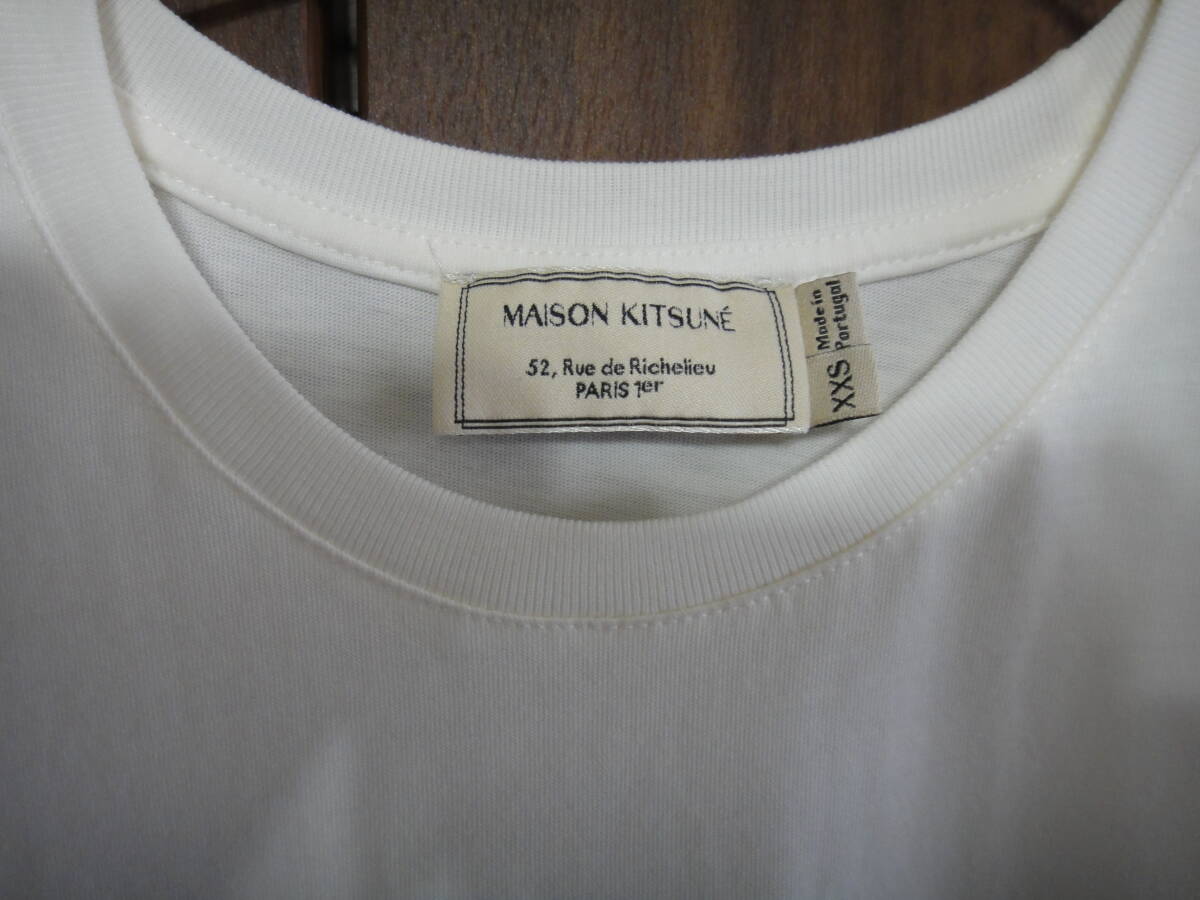 MAISON KITSUNÉ
52, Rue de Richelieu
PARIS 1er
Made in
Portugal
XXS